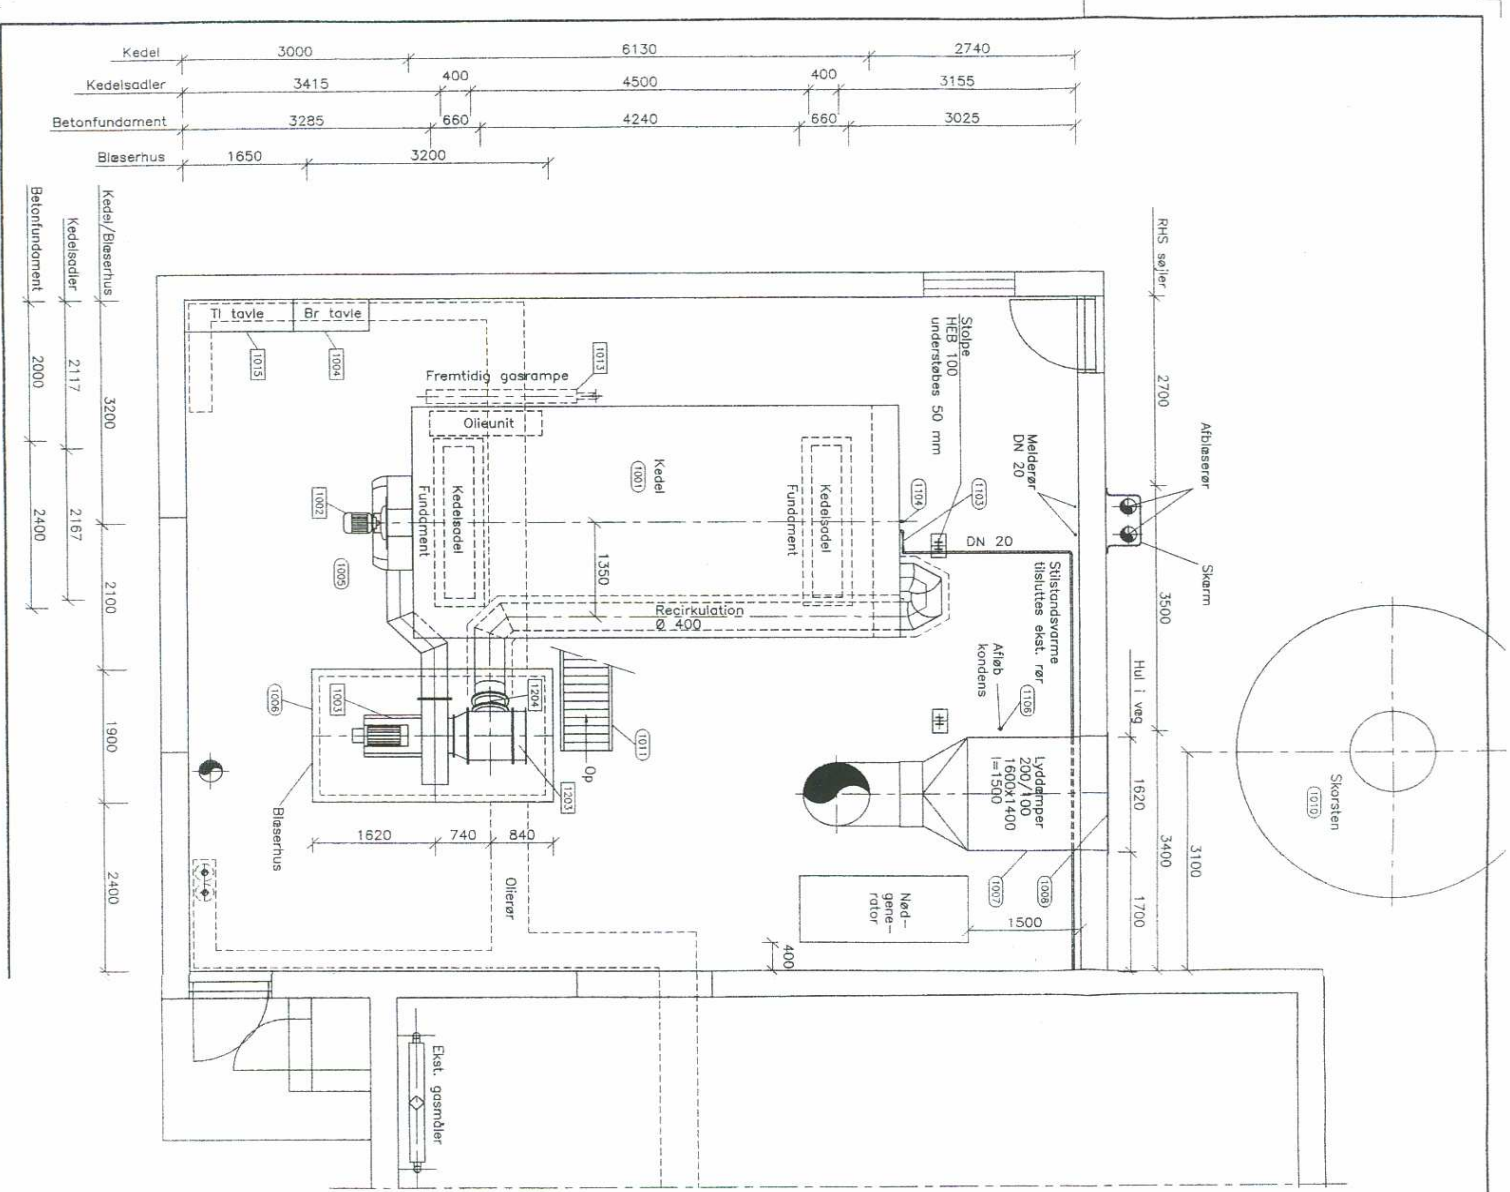 Kedel 3000 6130 2740
Kedelsadler 3415 400 4500 400 3155
Betonfundament 3285 660 4240 660 3025
Blæserhus 1650 3200
Kedel/Blæserhus 3200 2100 1900 2400
Kedelsadler 2117 2167
Betonfundament 2000 2400
RHS søjler 2700 3500 3400
Hul i væg 1620 1700
3100
Afblæserør
Skærm
Skorsten
1010
Tl tavle
Br tavle
1015
1004
Fremtidig gasrampe
1013
Olieunit
Stolpe
HEB 100
understøbes 50 mm
Melderør
DN 20
Kedel
1001
Kedelsadel
Fundament
Kedelsadel
Fundament
1002
1005
1104
1103
DN 20
1350
Recirkulation
Ø 400
Stilstandsvarme
tilsluttes ekst. rør
Afløb
kondens
1106
1003
1006
1204
1203
1011
Op
Lyddæmper
200/100
1600x1400
l=1500
1007
1008
Blæserhus
1620 740 840
Olierør
Nød-
gene-
rator
1500
400
Ekst. gasmåler